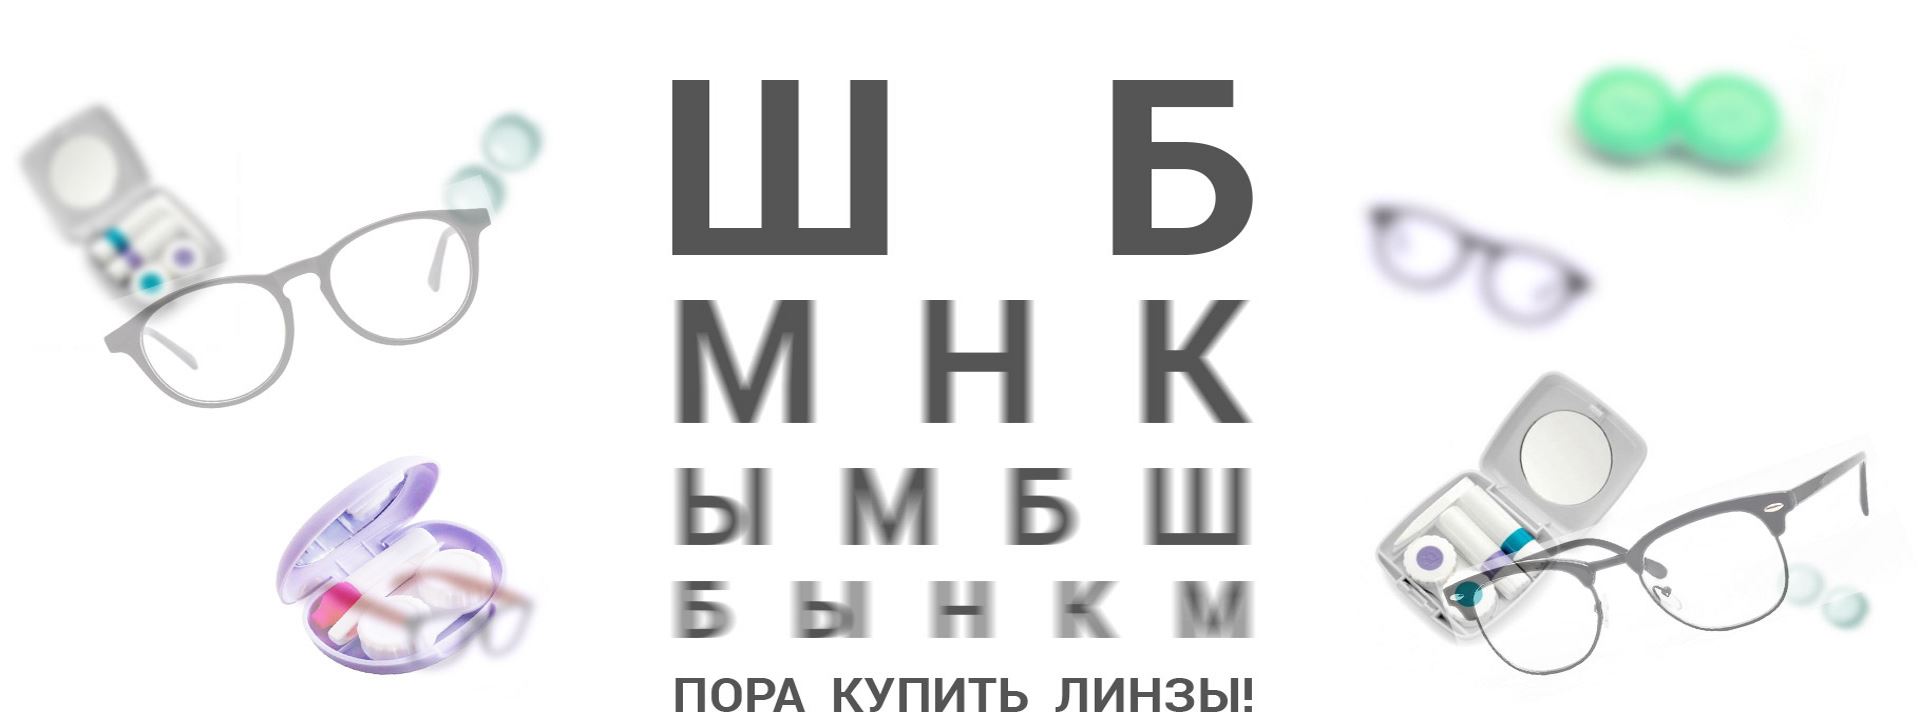 Ш Б
М Н К
Ы М Б Ш
Б Ы Н К М
ПОРА КУПИТЬ ЛИНЗЫ!